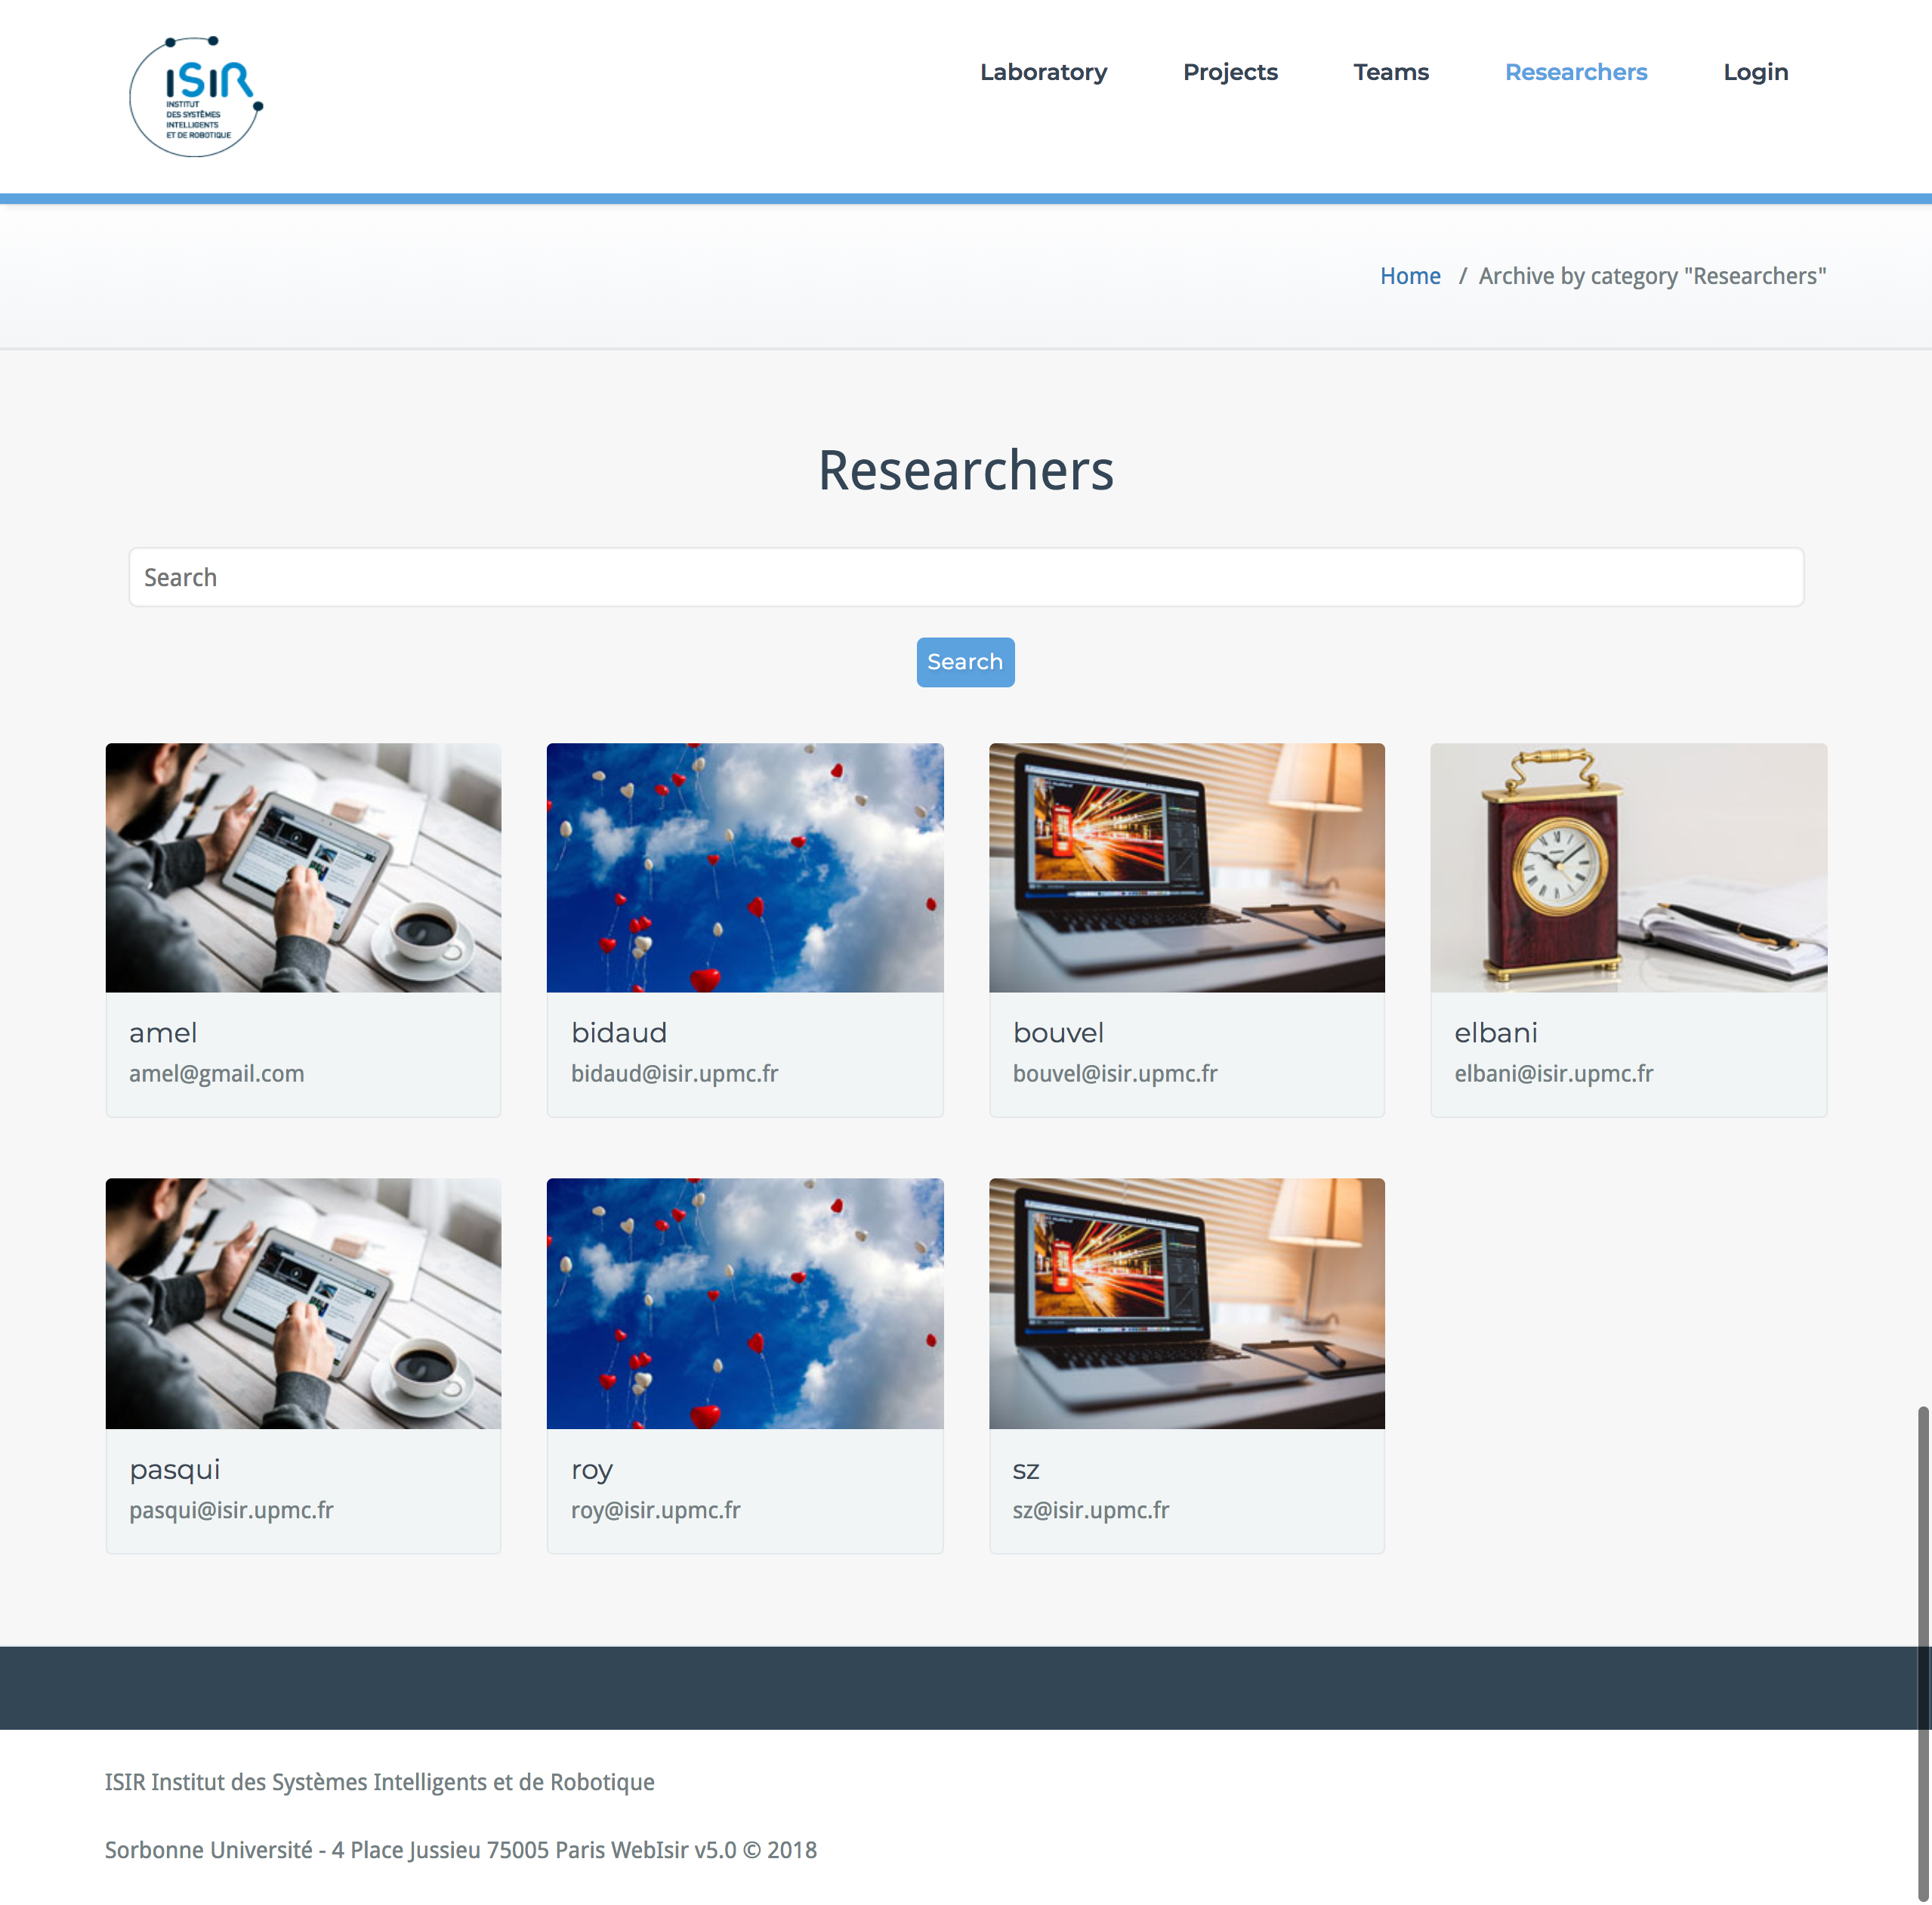 ISIR
INSTITUT
DES SYSTÈMES
INTELLIGENTS
ET DE ROBOTIQUE
Laboratory
Projects
Teams
Researchers
Login
Home / Archive by category "Researchers"
Researchers
Search
Search
amel
amel@gmail.com
bidaud
bidaud@isir.upmc.fr
bouvel
bouvel@isir.upmc.fr
elbani
elbani@isir.upmc.fr
pasqui
pasqui@isir.upmc.fr
roy
roy@isir.upmc.fr
sz
sz@isir.upmc.fr
ISIR Institut des Systèmes Intelligents et de Robotique
Sorbonne Université - 4 Place Jussieu 75005 Paris WebIsir v5.0 © 2018